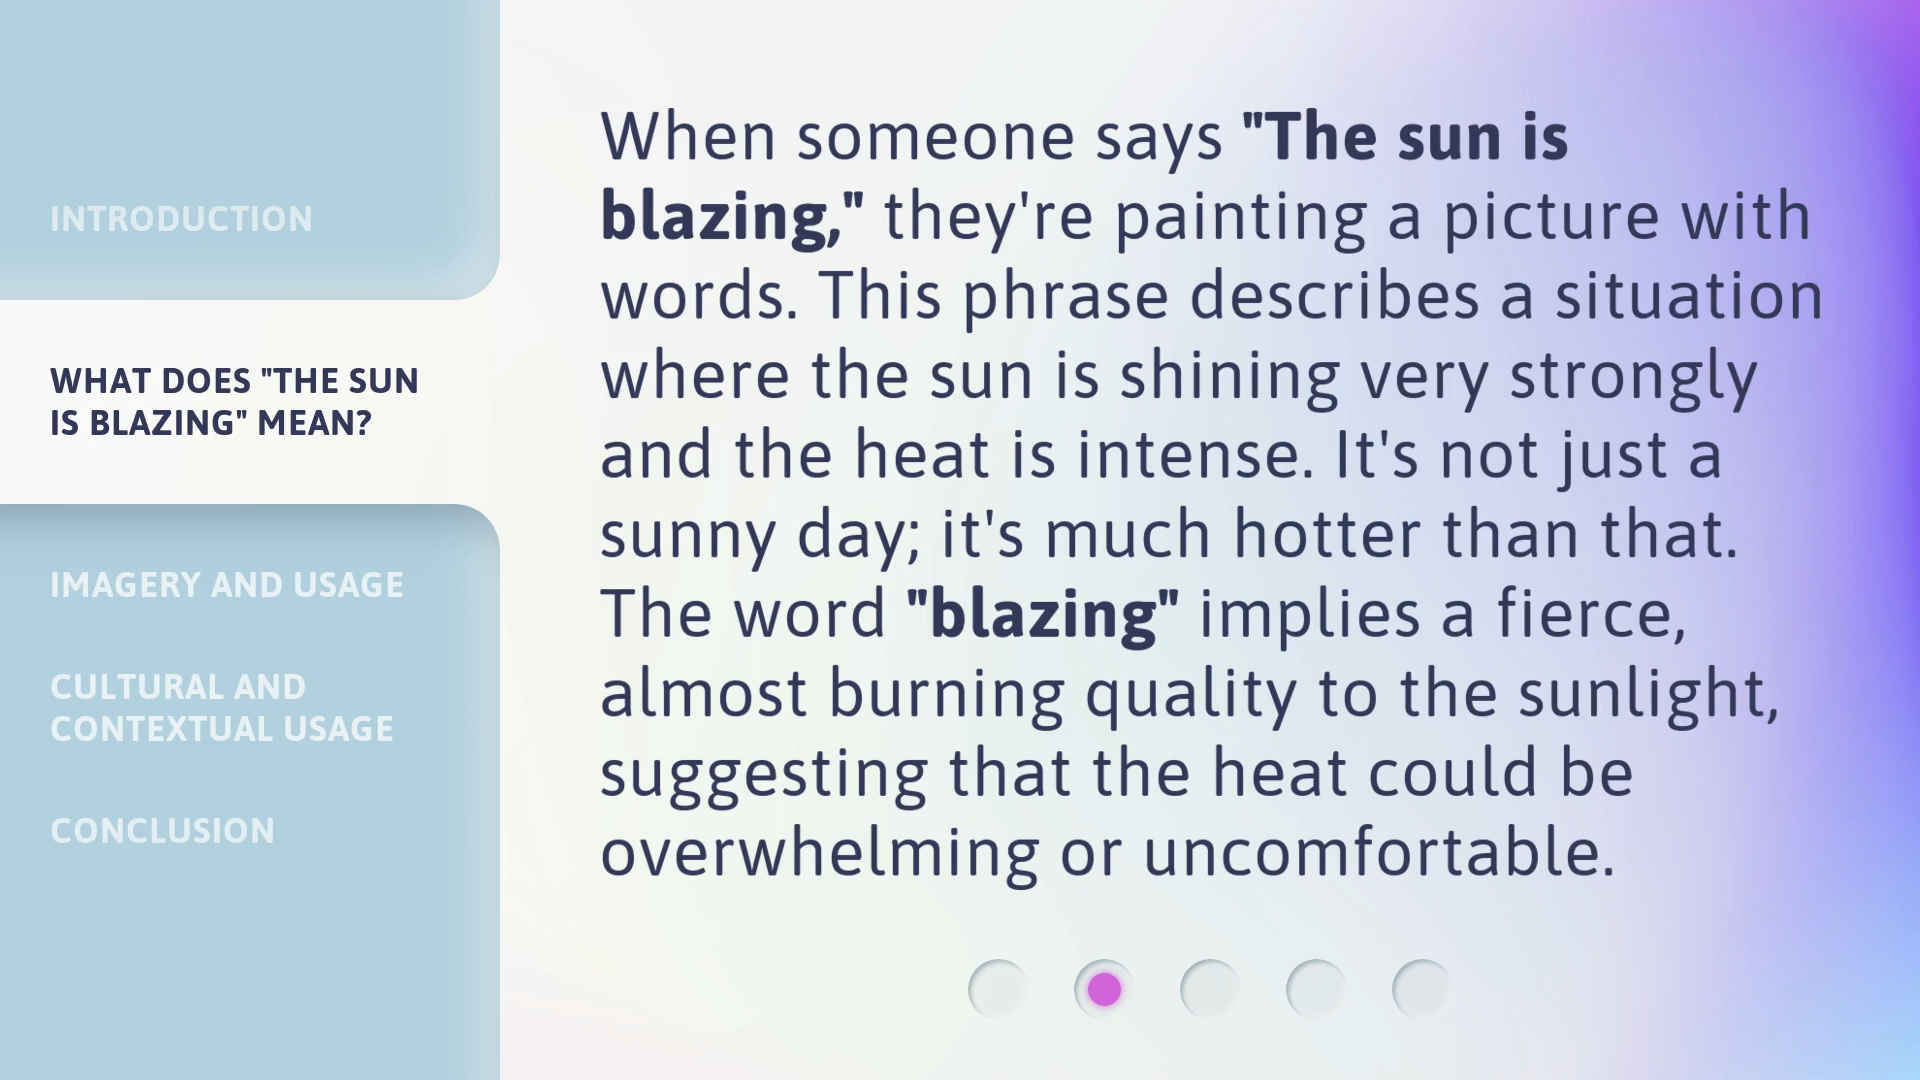 INTRODUCTION
WHAT DOES "THE SUN
IS BLAZING" MEAN?
IMAGERY AND USAGE
CULTURAL AND
CONTEXTUAL USAGE
CONCLUSION
When someone says "The sun is
blazing," they're painting a picture with
words. This phrase describes a situation
where the sun is shining very strongly
and the heat is intense. It's not just a
sunny day; it's much hotter than that.
The word "blazing" implies a fierce,
almost burning quality to the sunlight,
suggesting that the heat could be
overwhelming or uncomfortable.